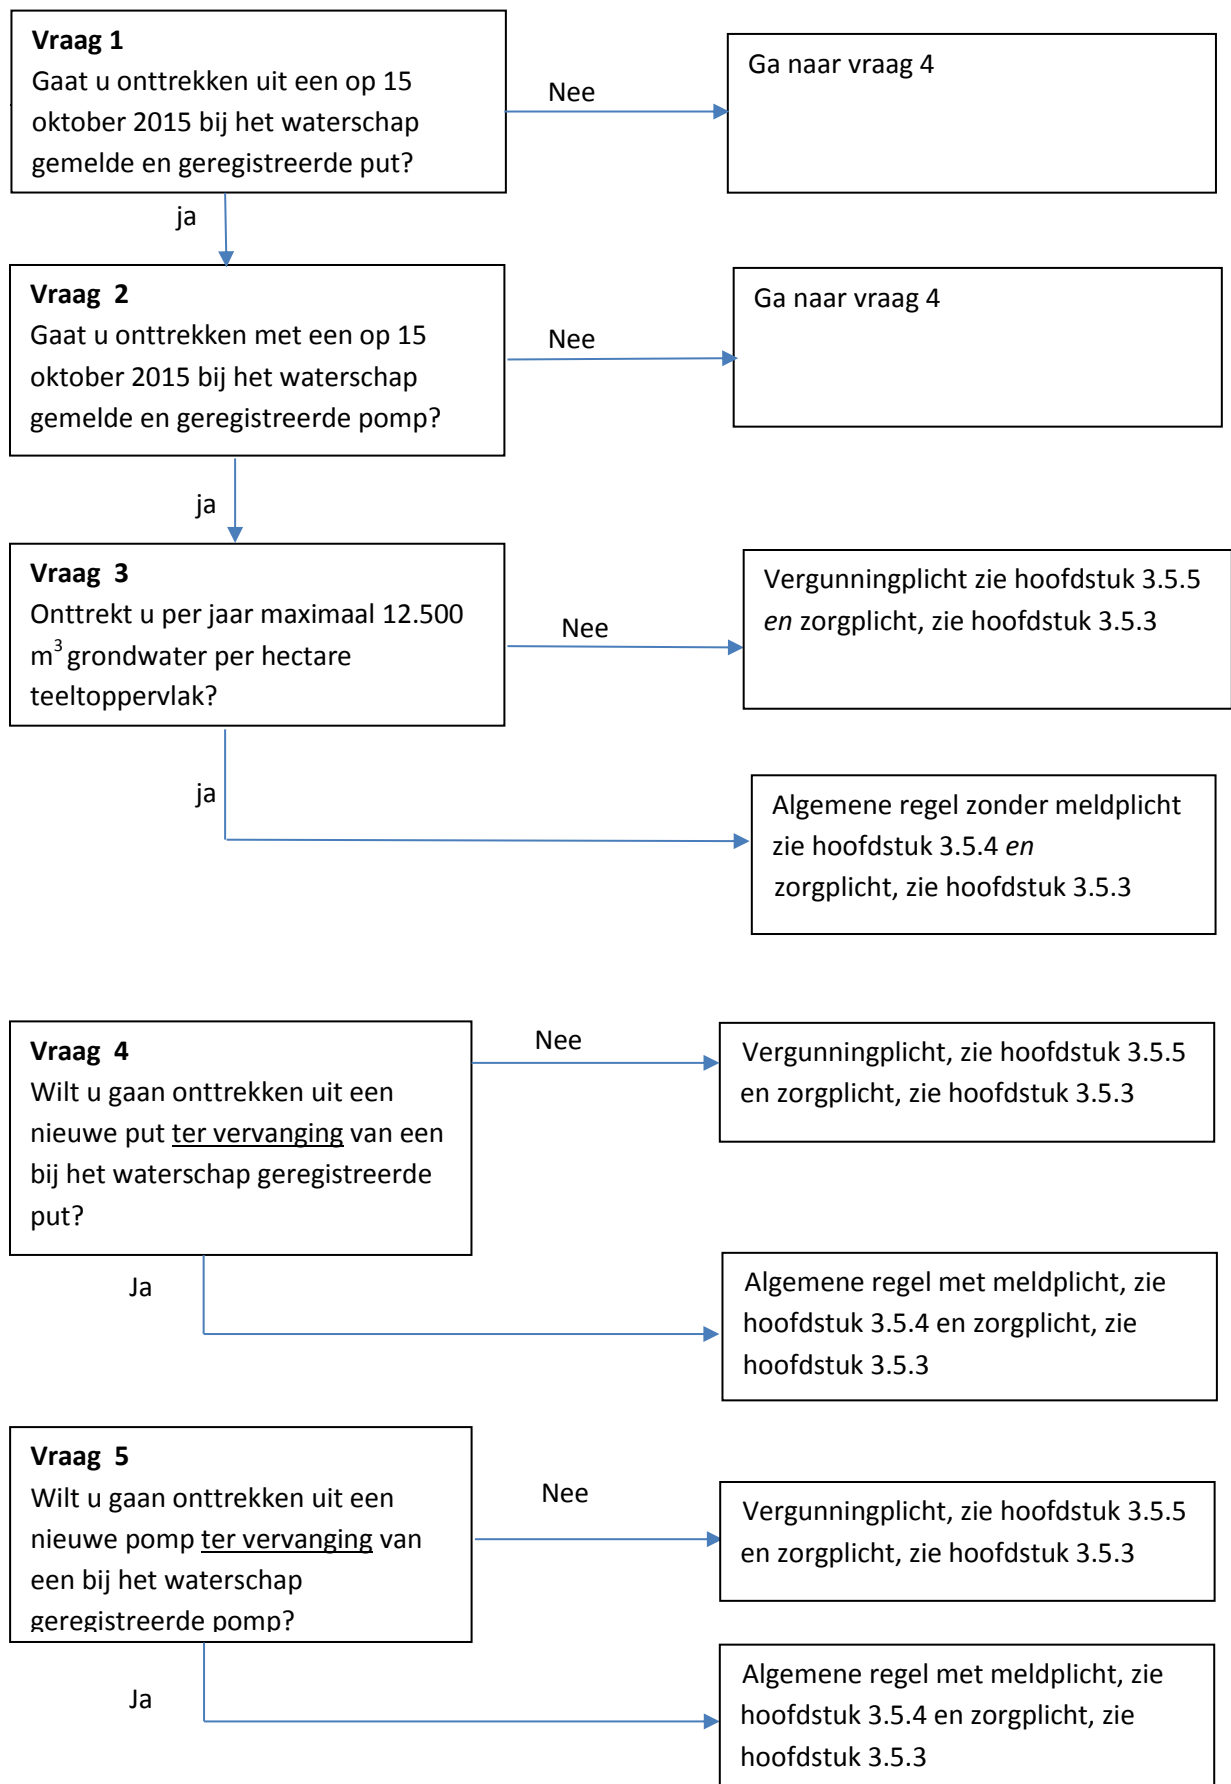 Vraag 1
Gaat u onttrekken uit een op 15
oktober 2015 bij het waterschap
gemelde en geregistreerde put?
Nee
Ga naar vraag 4
ja
Vraag 2
Gaat u onttrekken met een op 15
oktober 2015 bij het waterschap
gemelde en geregistreerde pomp?
Nee
Ga naar vraag 4
ja
Vraag 3
Onttrekt u per jaar maximaal 12.500
m³ grondwater per hectare
teeltoppervlak?
Nee
Vergunningplicht zie hoofdstuk 3.5.5
en zorgplicht, zie hoofdstuk 3.5.3
ja
Algemene regel zonder meldplicht
zie hoofdstuk 3.5.4 en
zorgplicht, zie hoofdstuk 3.5.3
Vraag 4
Wilt u gaan onttrekken uit een
nieuwe put ter vervanging van een
bij het waterschap geregistreerde
put?
Nee
Vergunningplicht, zie hoofdstuk 3.5.5
en zorgplicht, zie hoofdstuk 3.5.3
Ja
Algemene regel met meldplicht, zie
hoofdstuk 3.5.4 en zorgplicht, zie
hoofdstuk 3.5.3
Vraag 5
Wilt u gaan onttrekken uit een
nieuwe pomp ter vervanging van
een bij het waterschap
geregistreerde pomp?
Nee
Vergunningplicht, zie hoofdstuk 3.5.5
en zorgplicht, zie hoofdstuk 3.5.3
Ja
Algemene regel met meldplicht, zie
hoofdstuk 3.5.4 en zorgplicht, zie
hoofdstuk 3.5.3